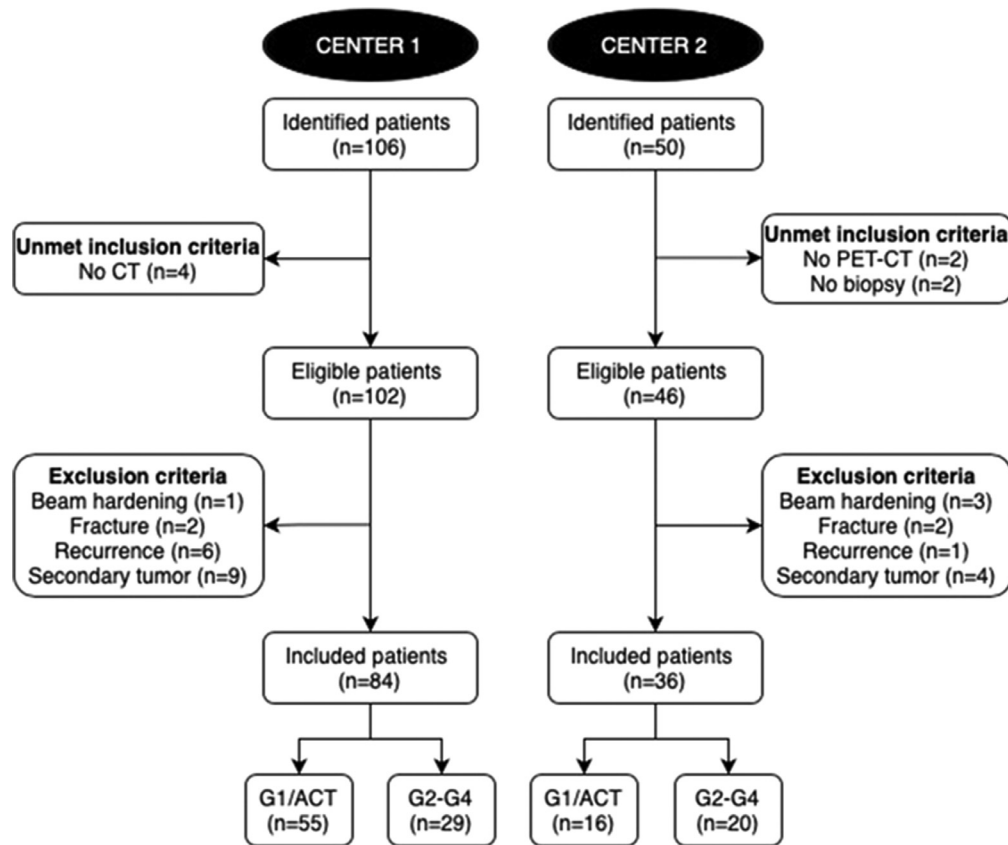 CENTER 1
CENTER 2
Identified patients
(n=106)
Identified patients
(n=50)
Unmet inclusion criteria
No CT (n=4)
Unmet inclusion criteria
No PET-CT (n=2)
No biopsy (n=2)
Eligible patients
(n=102)
Eligible patients
(n=46)
Exclusion criteria
Beam hardening (n=1)
Fracture (n=2)
Recurrence (n=6)
Secondary tumor (n=9)
Exclusion criteria
Beam hardening (n=3)
Fracture (n=2)
Recurrence (n=1)
Secondary tumor (n=4)
Included patients
(n=84)
Included patients
(n=36)
G1/ACT
(n=55)
G2-G4
(n=29)
G1/ACT
(n=16)
G2-G4
(n=20)